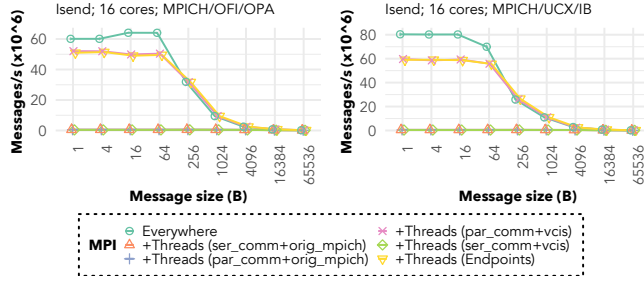 Isend; 16 cores; MPICH/OFI/OPA
Messages/s (x10^6)
60
40
20
0
1
4
16
64
256
1024
4096
16384
65536
Message size (B)
Isend; 16 cores; MPICH/UCX/IB
Messages/s (x10^6)
80
60
40
20
0
1
4
16
64
256
1024
4096
16384
65536
Message size (B)
MPI
Everywhere
+Threads (ser_comm+orig_mpich)
+Threads (par_comm+orig_mpich)
+Threads (par_comm+vcis)
+Threads (ser_comm+vcis)
+Threads (Endpoints)